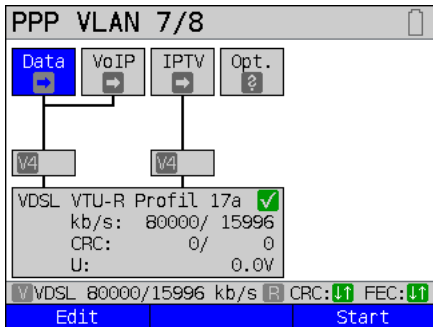 PPP VLAN 7/8
Data VoIP IPTV Opt.
?
V4 V4
VDSL VTU-R Profil 17a
kb/s: 80000/ 15996
CRC: 0/ 0
U: 0.0V
V VDSL 80000/15996 kb/s R CRC: FEC:
Edit Start